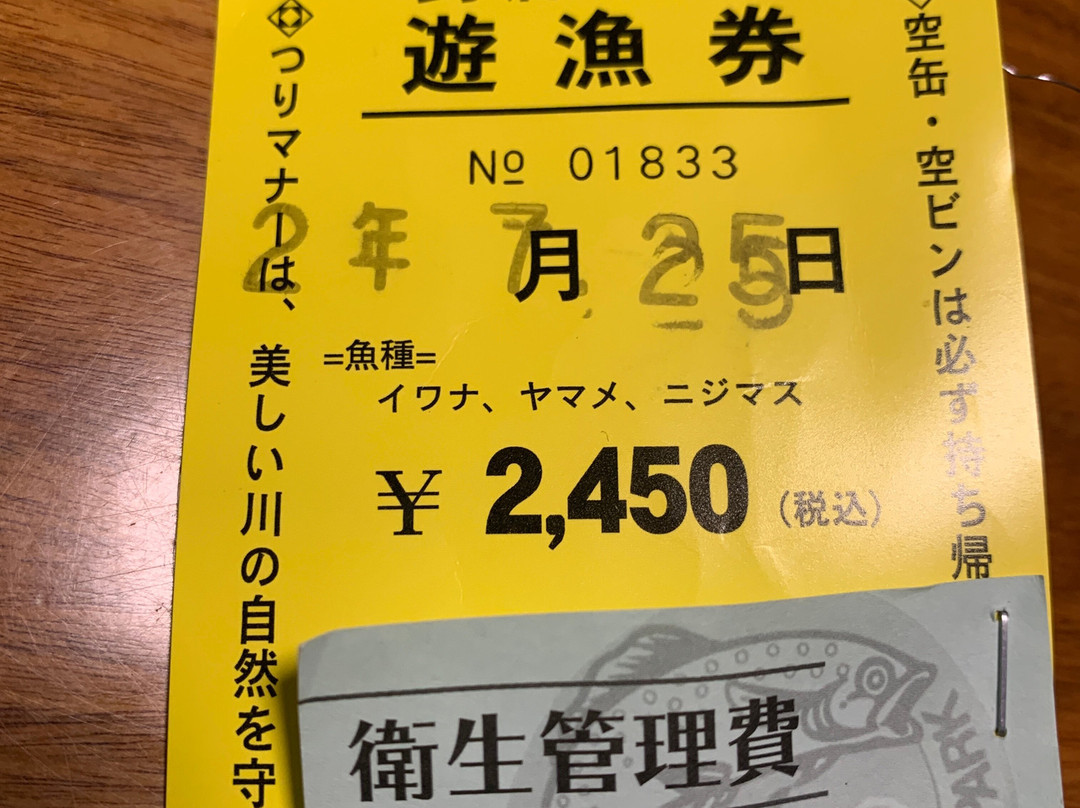 遊漁券
№ 01833
2年 7月 25日
=魚種=
イワナ、ヤマメ、ニジマス
¥ 2,450 (税込)
つりマナーは、美しい川の自然を守
空缶・空ビンは必ず持ち帰
衛生管理費
ARK